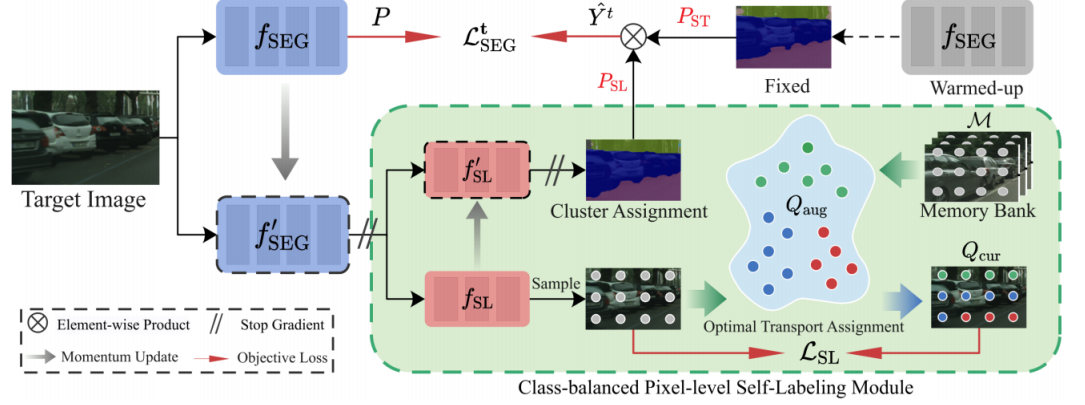 f_SEG
P
ℒ^t_SEG
Ŷ^t
P_ST
Fixed
f_SEG
Warmed-up
P_SL
Target Image
f'_SEG
f'_SL
Cluster Assignment
Q_aug
ℳ
Memory Bank
f_SL
Sample
Optimal Transport Assignment
Q_cur
ℒ_SL
Element-wise Product
Stop Gradient
Momentum Update
Objective Loss
Class-balanced Pixel-level Self-Labeling Module